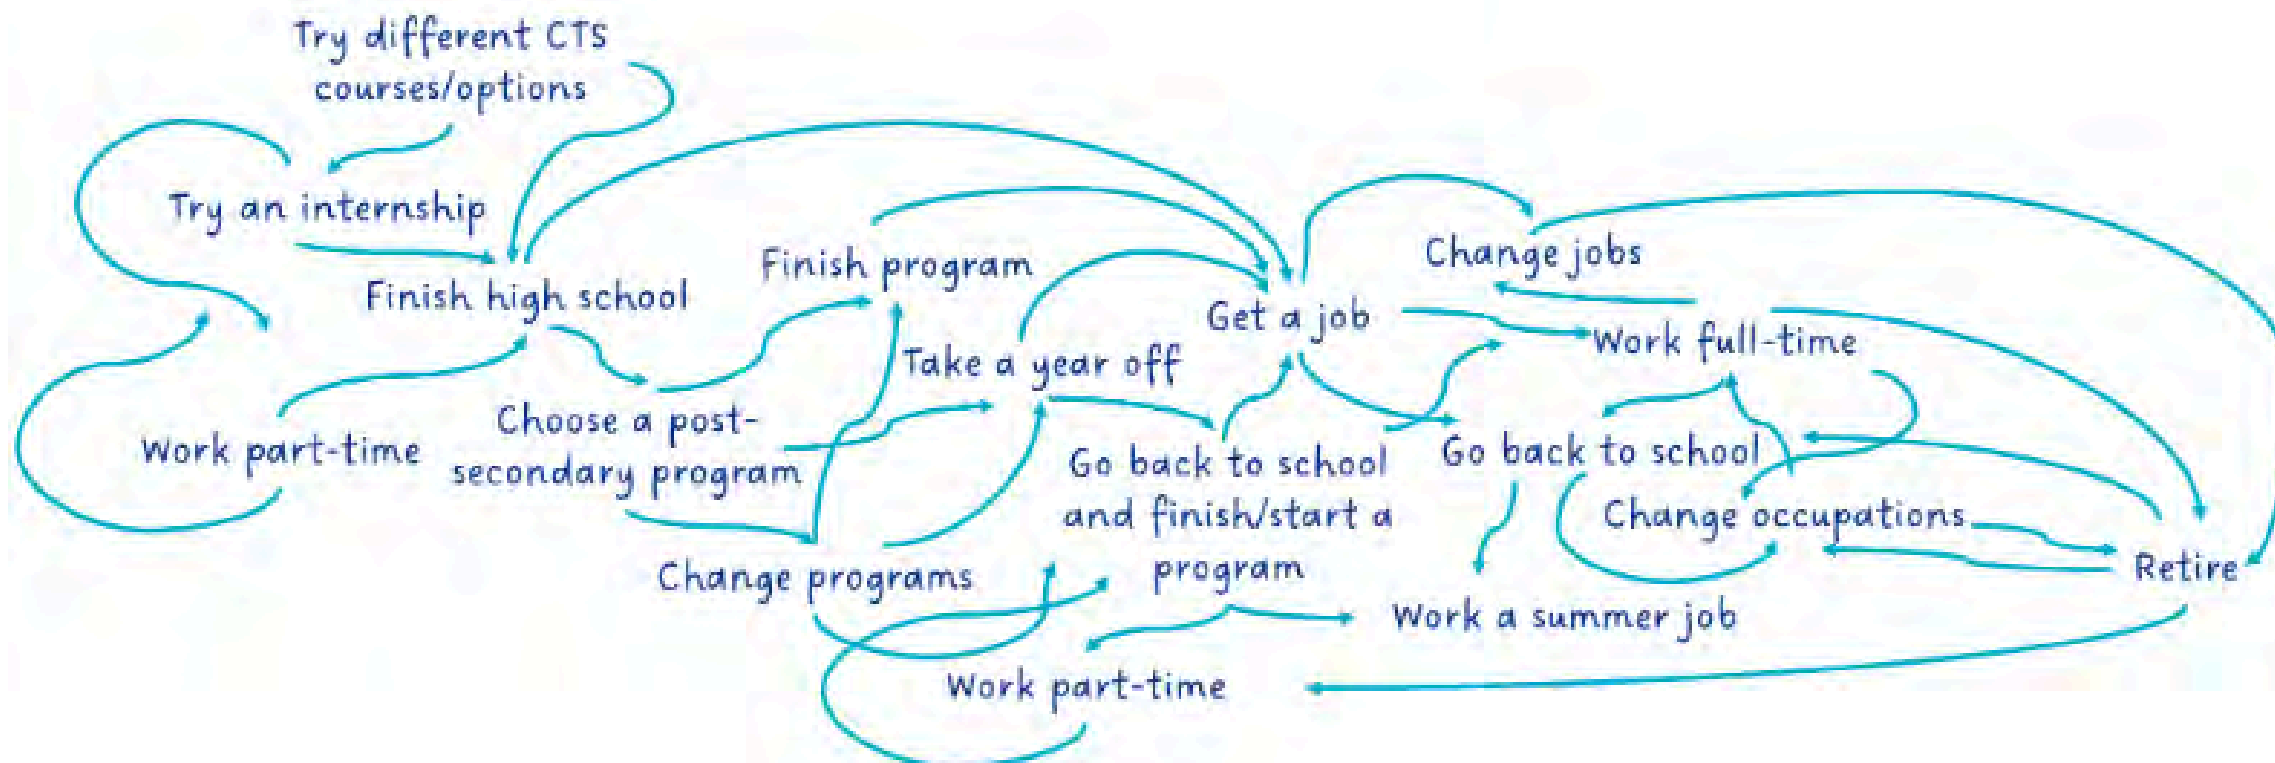 Try different CTS
courses/options
Try an internship
Finish high school
Work part-time
Choose a post-
secondary program
Finish program
Take a year off
Change programs
Get a job
Go back to school
and finish/start a
program
Work part-time
Change jobs
Work full-time
Go back to school
Change occupations
Work a summer job
Retire